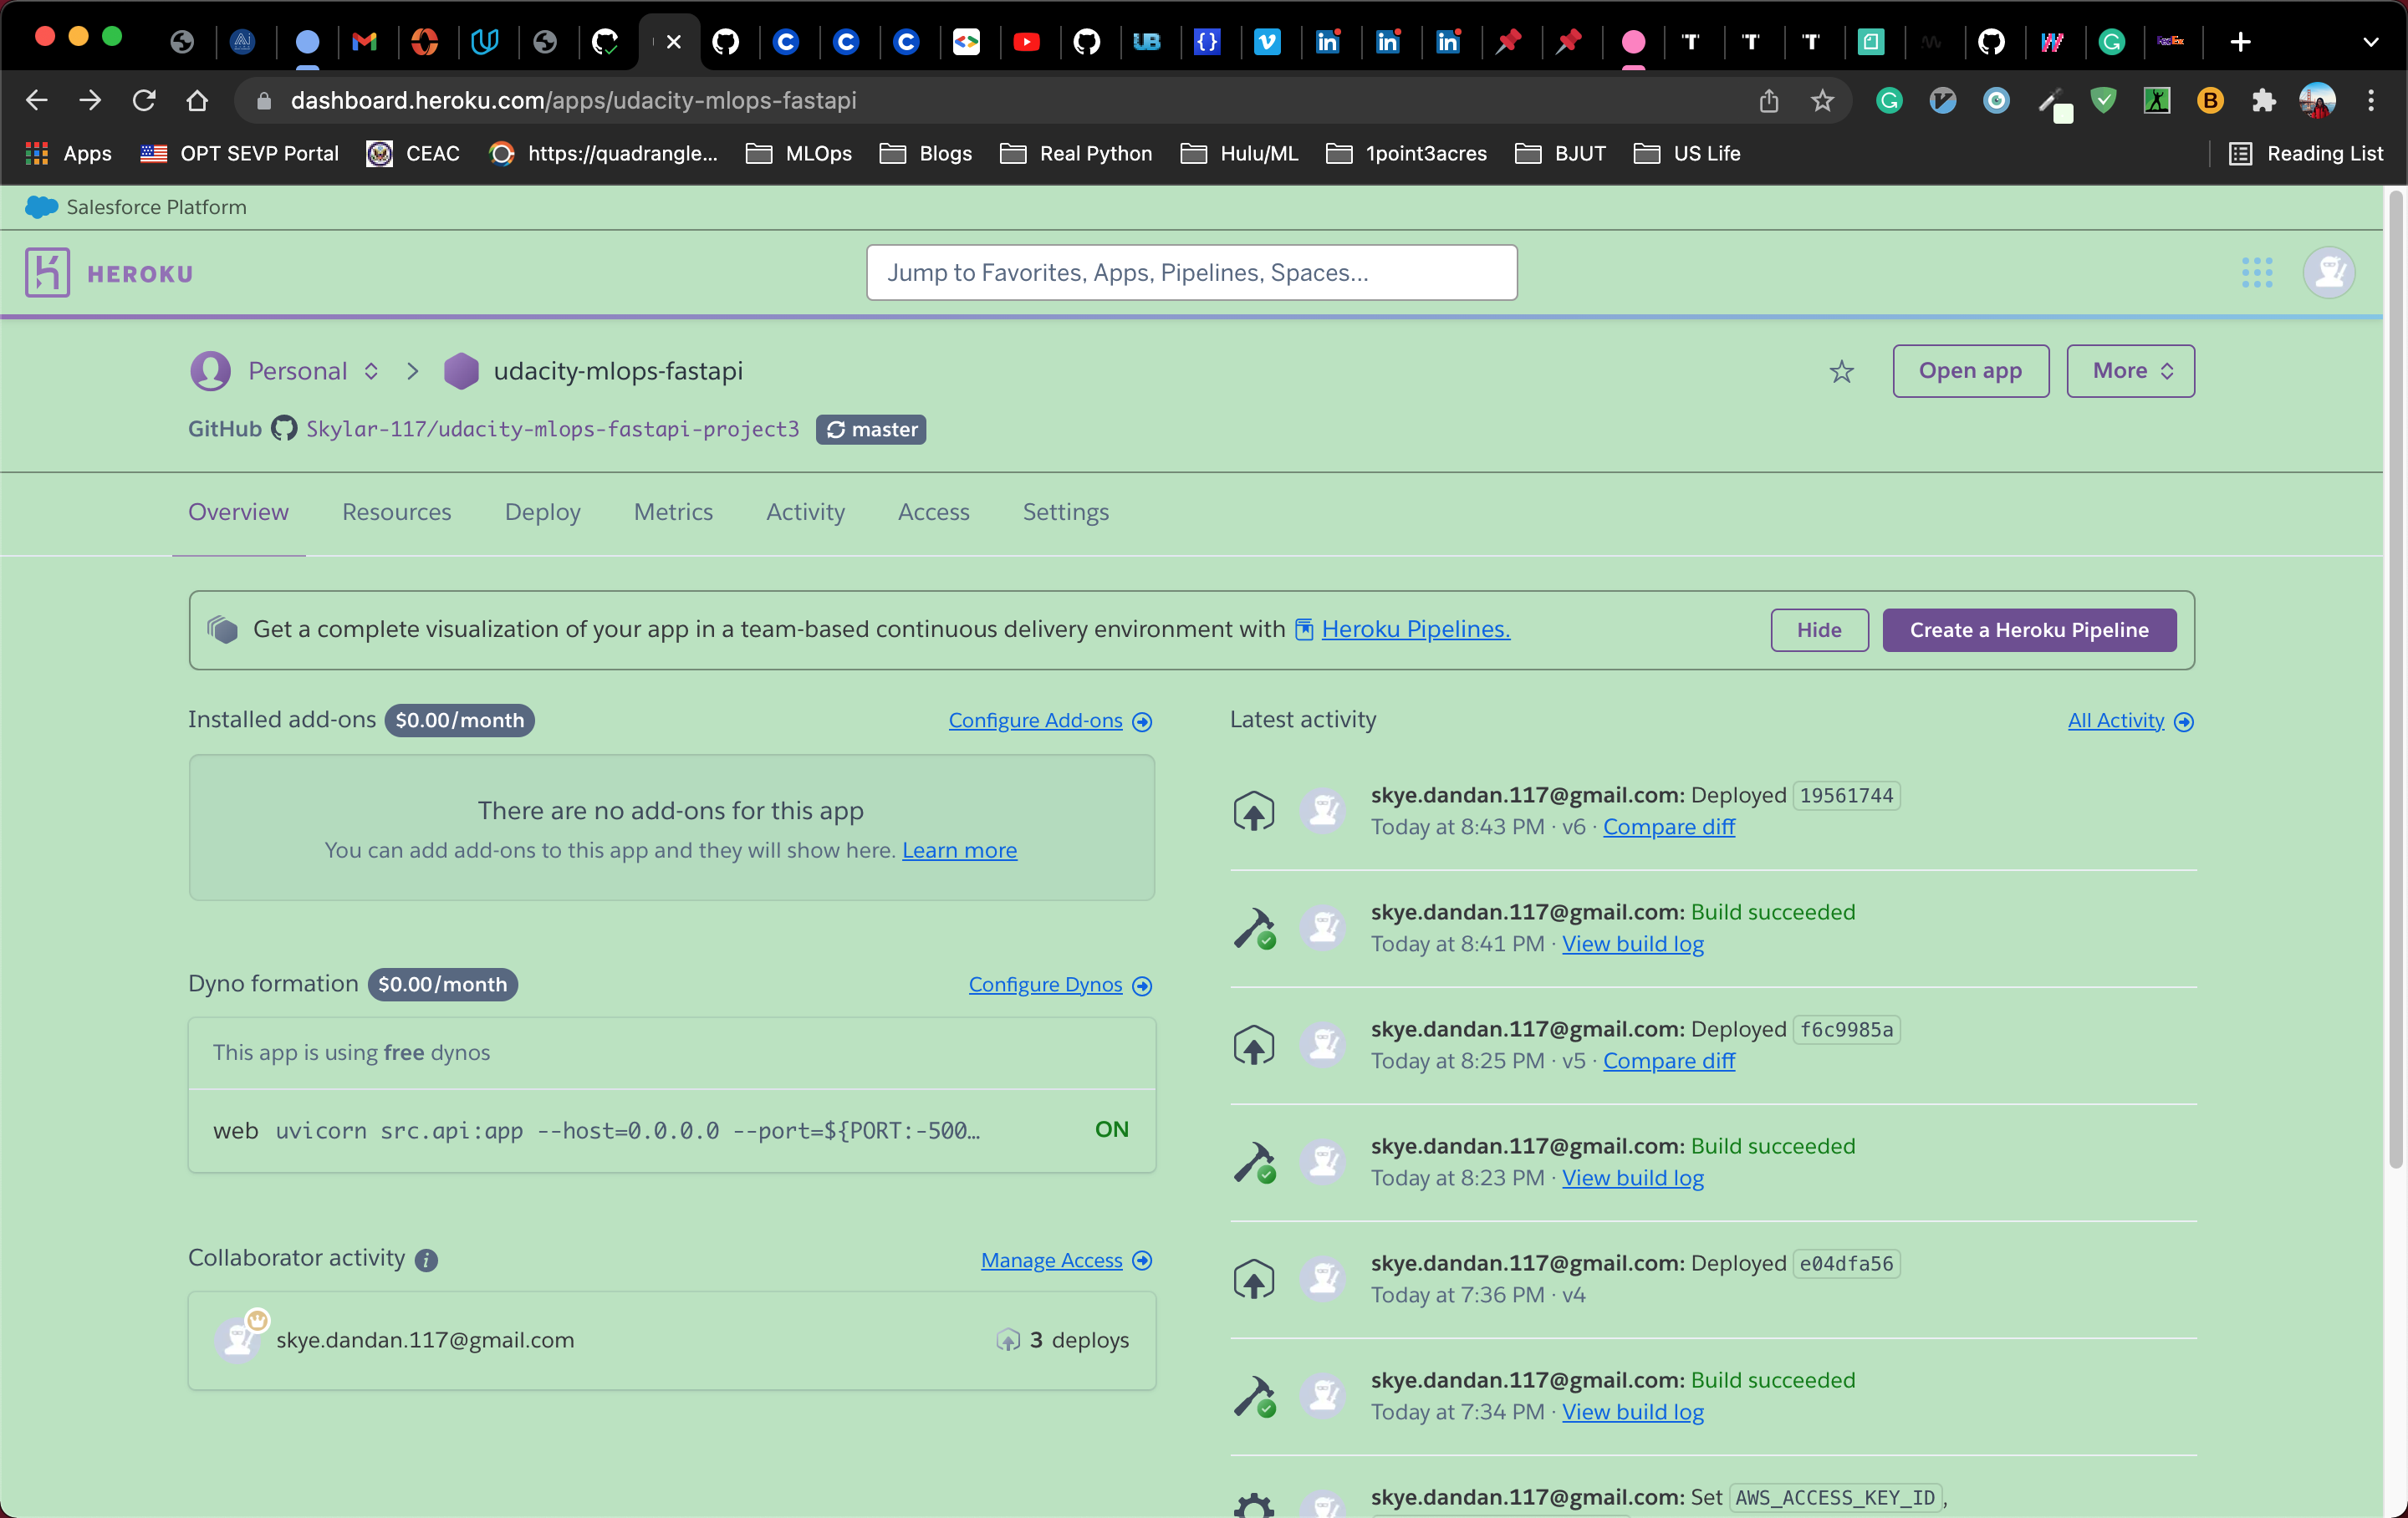 dashboard.heroku.com/apps/udacity-mlops-fastapi
Apps OPT SEVP Portal CEAC https://quadrangle... MLOps Blogs Real Python Hulu/ML 1point3acres BJUT US Life Reading List
Salesforce Platform
HEROKU
Jump to Favorites, Apps, Pipelines, Spaces...
Personal udacity-mlops-fastapi
Open app
More
GitHub Skylar-117/udacity-mlops-fastapi-project3 master
Overview Resources Deploy Metrics Activity Access Settings
Get a complete visualization of your app in a team-based continuous delivery environment with Heroku Pipelines.
Hide
Create a Heroku Pipeline
Installed add-ons $0.00/month Configure Add-ons
There are no add-ons for this app
You can add add-ons to this app and they will show here. Learn more
Dyno formation $0.00/month Configure Dynos
This app is using free dynos
web uvicorn src.api:app --host=0.0.0.0 --port=${PORT:-500… ON
Collaborator activity Manage Access
skye.dandan.117@gmail.com 3 deploys
Latest activity All Activity
skye.dandan.117@gmail.com: Deployed 19561744
Today at 8:43 PM · v6 · Compare diff
skye.dandan.117@gmail.com: Build succeeded
Today at 8:41 PM · View build log
skye.dandan.117@gmail.com: Deployed f6c9985a
Today at 8:25 PM · v5 · Compare diff
skye.dandan.117@gmail.com: Build succeeded
Today at 8:23 PM · View build log
skye.dandan.117@gmail.com: Deployed e04dfa56
Today at 7:36 PM · v4
skye.dandan.117@gmail.com: Build succeeded
Today at 7:34 PM · View build log
skye.dandan.117@gmail.com: Set AWS_ACCESS_KEY_ID,